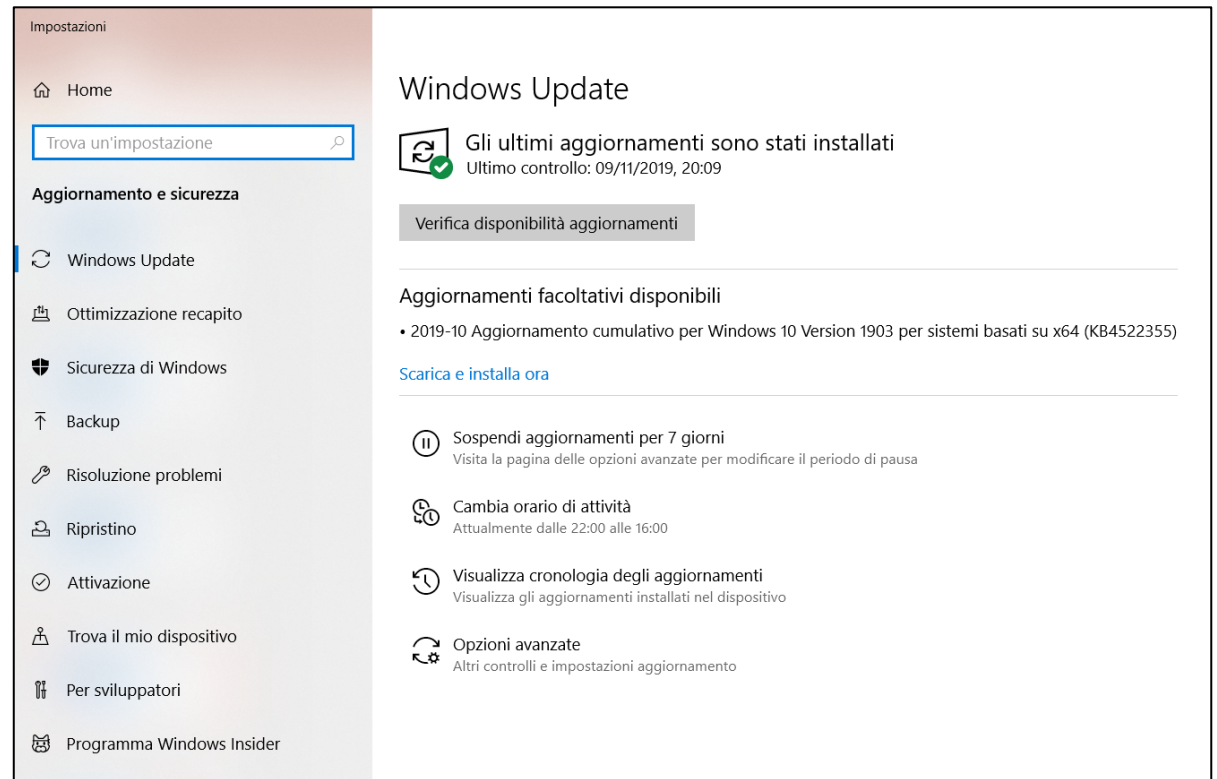 Impostazioni
Home
Trova un'impostazione
Aggiornamento e sicurezza
Windows Update
Ottimizzazione recapito
Sicurezza di Windows
Backup
Risoluzione problemi
Ripristino
Attivazione
Trova il mio dispositivo
Per sviluppatori
Programma Windows Insider
Windows Update
Gli ultimi aggiornamenti sono stati installati
Ultimo controllo: 09/11/2019, 20:09
Verifica disponibilità aggiornamenti
Aggiornamenti facoltativi disponibili
• 2019-10 Aggiornamento cumulativo per Windows 10 Version 1903 per sistemi basati su x64 (KB4522355)
Scarica e installa ora
Sospendi aggiornamenti per 7 giorni
Visita la pagina delle opzioni avanzate per modificare il periodo di pausa
Cambia orario di attività
Attualmente dalle 22:00 alle 16:00
Visualizza cronologia degli aggiornamenti
Visualizza gli aggiornamenti installati nel dispositivo
Opzioni avanzate
Altri controlli e impostazioni aggiornamento